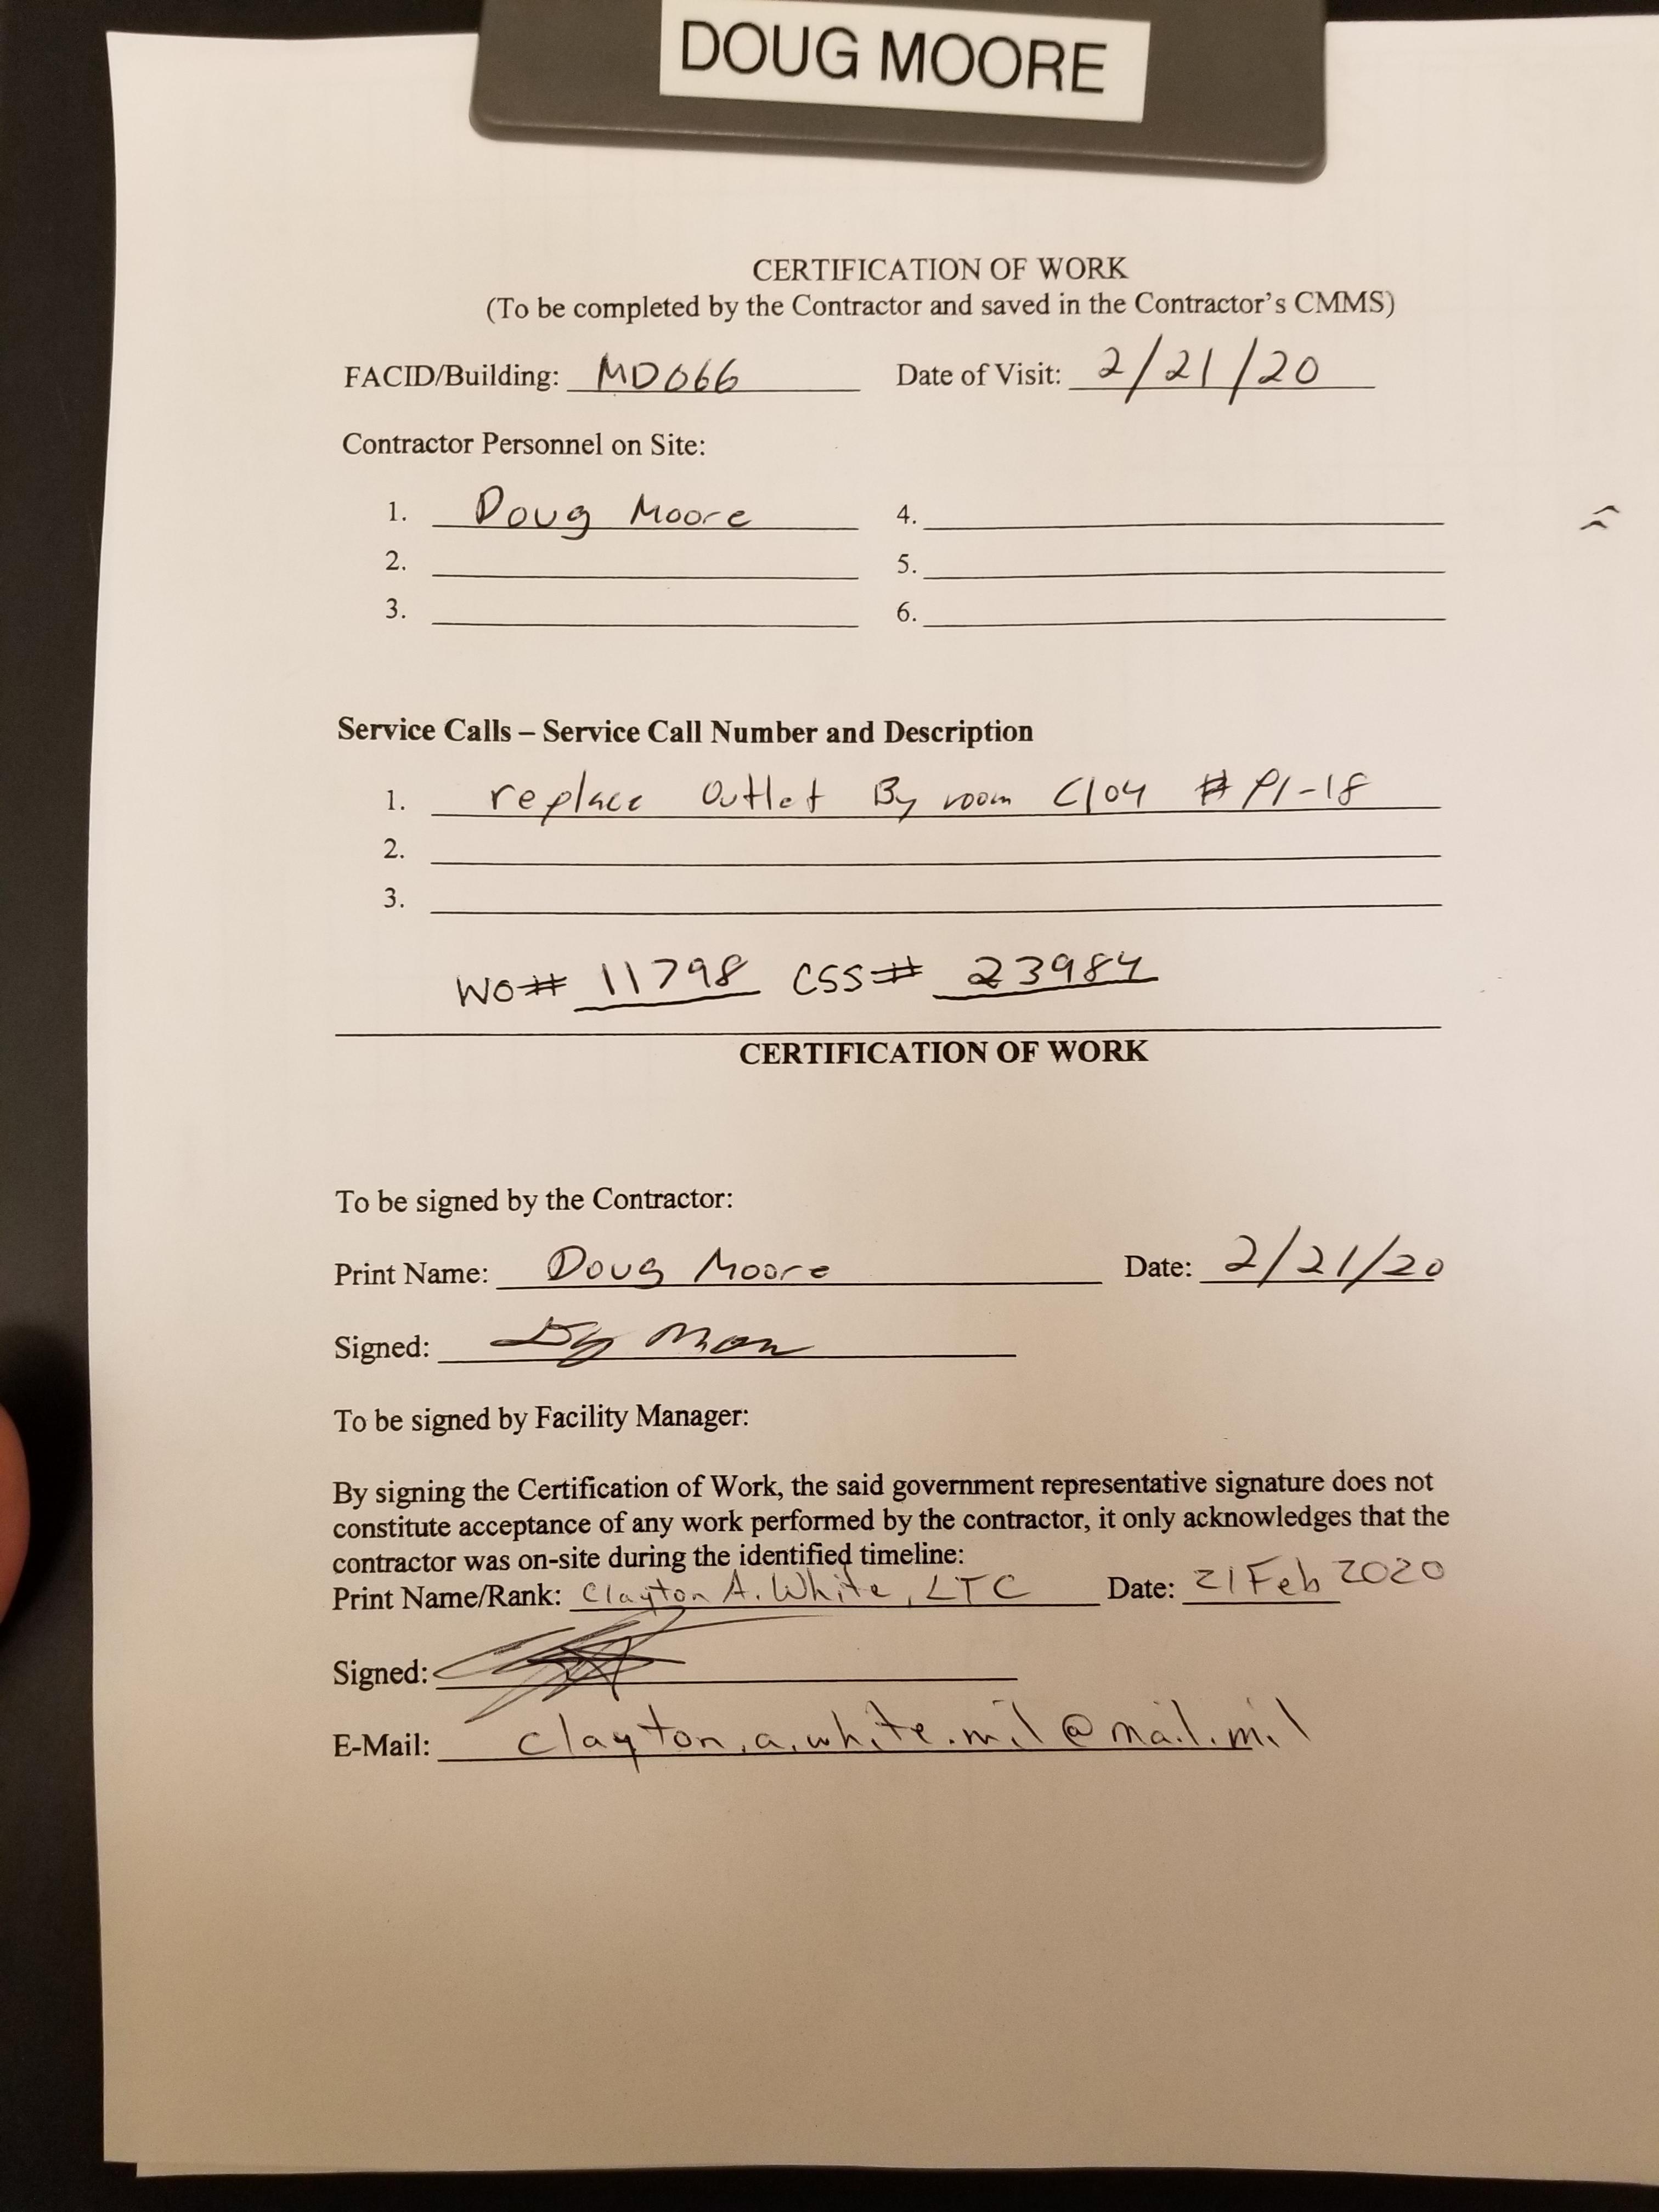 DOUG MOORE
CERTIFICATION OF WORK
(To be completed by the Contractor and saved in the Contractor's CMMS)
FACID/Building: MD066 Date of Visit: 2/21/20
Contractor Personnel on Site:
1. Doug Moore 4.
2. 5.
3. 6.
Service Calls – Service Call Number and Description
1. replace Outlet By room C104 # P1-18
2.
3.
WO# 11798 CSS# 23984
CERTIFICATION OF WORK
To be signed by the Contractor:
Print Name: Doug Moore Date: 2/21/20
Signed:
To be signed by Facility Manager:
By signing the Certification of Work, the said government representative signature does not
constitute acceptance of any work performed by the contractor, it only acknowledges that the
contractor was on-site during the identified timeline:
Print Name/Rank: Clayton A. White, LTC Date: 21 Feb 2020
Signed:
E-Mail: clayton.a.white.mil@mail.mil